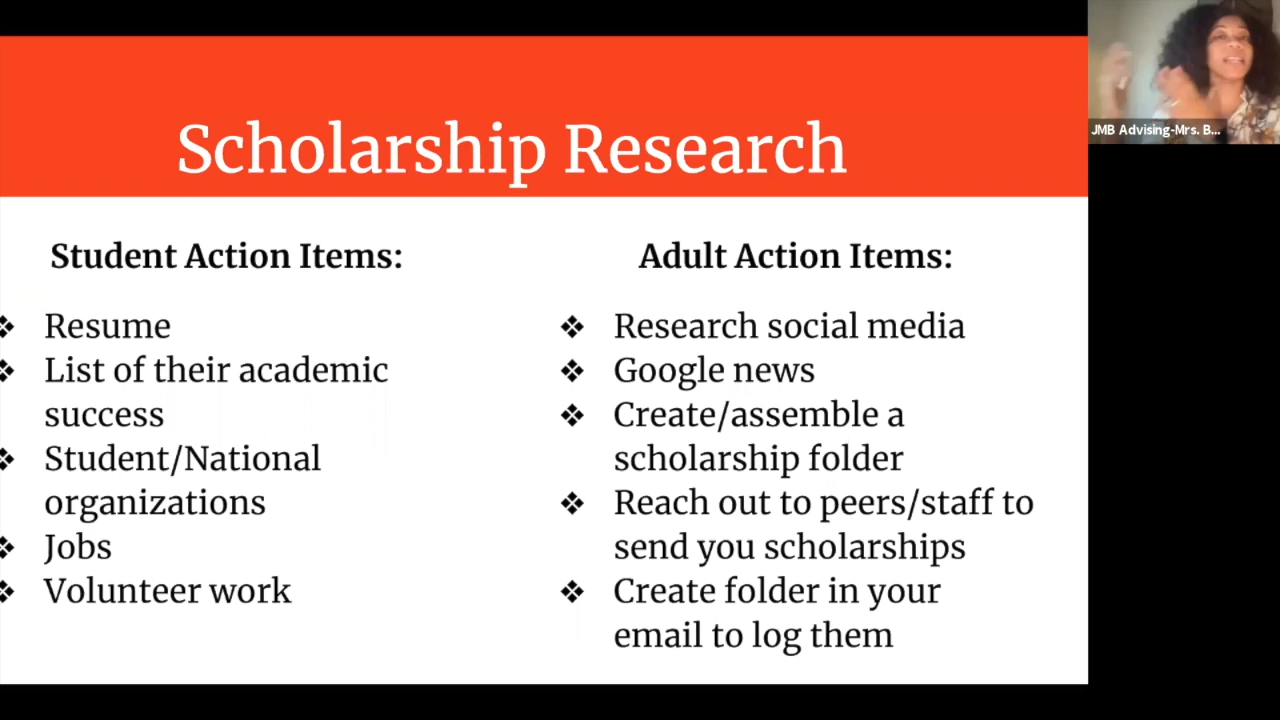 Scholarship Research
JMB Advising-Mrs. B...
Student Action Items:
❖ Resume
❖ List of their academic
success
❖ Student/National
organizations
❖ Jobs
❖ Volunteer work
Adult Action Items:
❖ Research social media
❖ Google news
❖ Create/assemble a
scholarship folder
❖ Reach out to peers/staff to
send you scholarships
❖ Create folder in your
email to log them